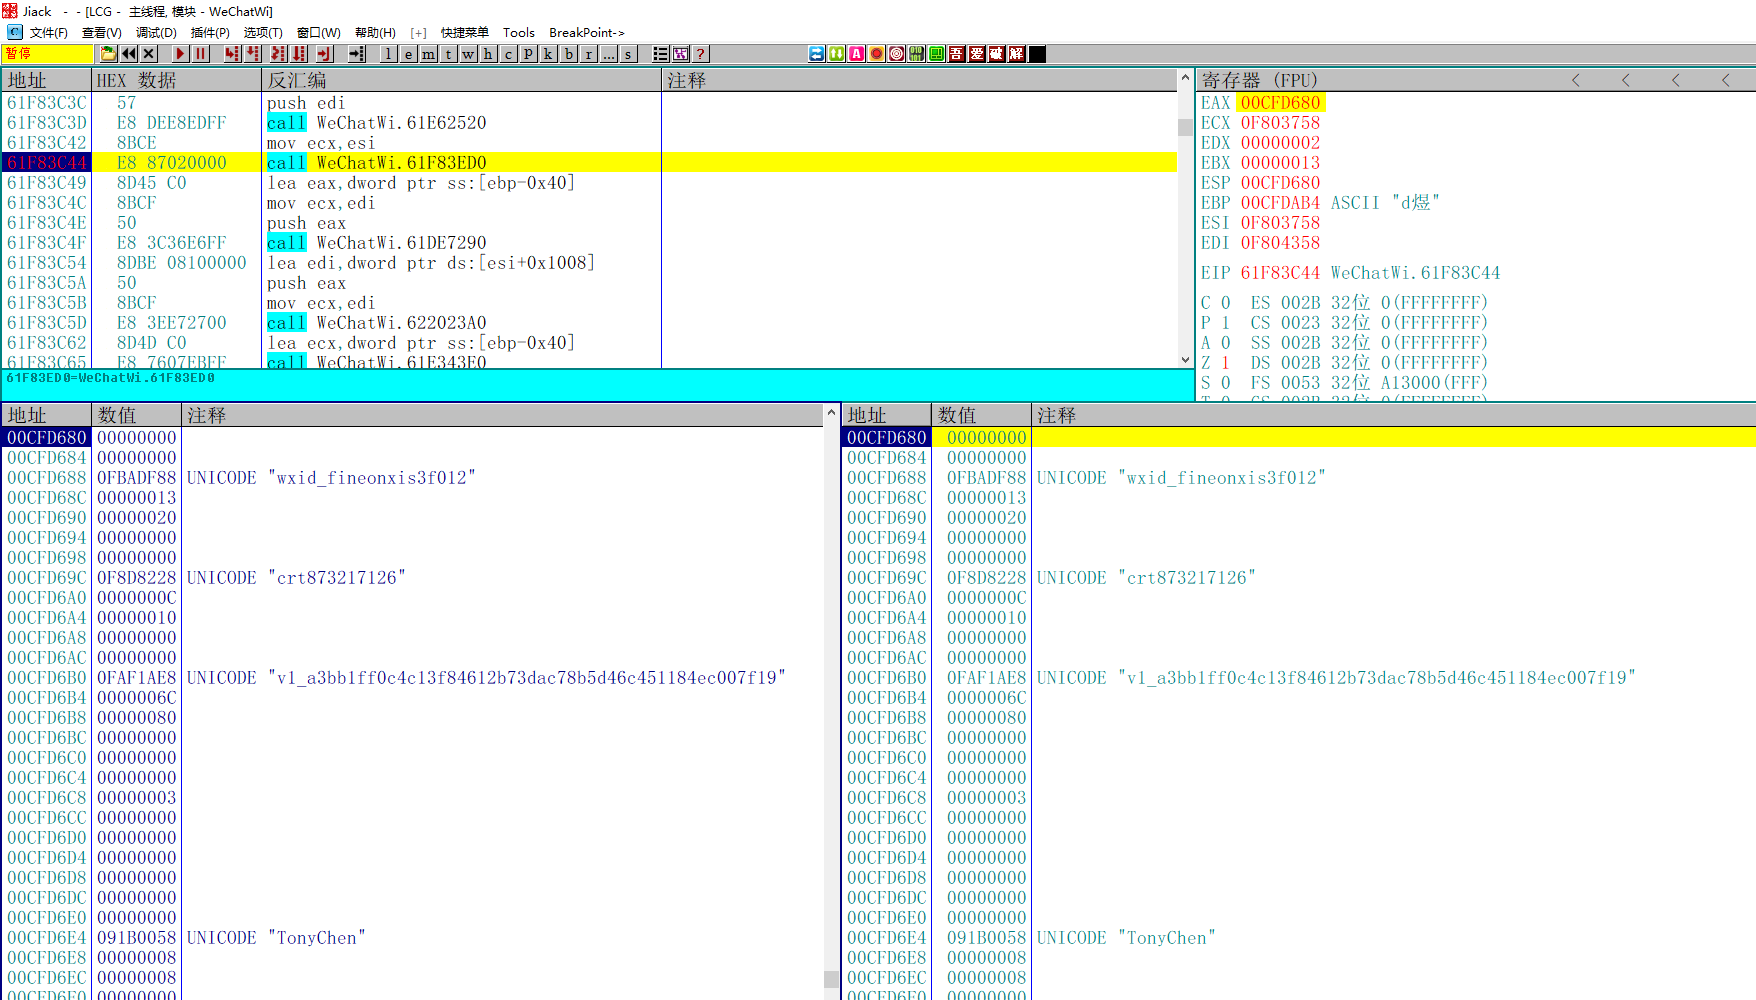 Jiack - - [LCG - 主线程, 模块 - WeChatWi]
C 文件(F) 查看(V) 调试(D) 插件(P) 选项(T) 窗口(W) 帮助(H) [+] 快捷菜单 Tools BreakPoint->
暂停 l e m t w h c p k b r ... s ? 吾 爱 破 解
地址 HEX 数据 反汇编 注释
61F83C3C 57 push edi
61F83C3D E8 DEE8EDFF call WeChatWi.61E62520
61F83C42 8BCE mov ecx,esi
61F83C44 E8 87020000 call WeChatWi.61F83ED0
61F83C49 8D45 C0 lea eax,dword ptr ss:[ebp-0x40]
61F83C4C 8BCF mov ecx,edi
61F83C4E 50 push eax
61F83C4F E8 3C36E6FF call WeChatWi.61DE7290
61F83C54 8DBE 08100000 lea edi,dword ptr ds:[esi+0x1008]
61F83C5A 50 push eax
61F83C5B 8BCF mov ecx,edi
61F83C5D E8 3EE72700 call WeChatWi.622023A0
61F83C62 8D4D C0 lea ecx,dword ptr ss:[ebp-0x40]
61F83C65 E8 7607EBFF call WeChatWi.61E343E0
61F83ED0=WeChatWi.61F83ED0
寄存器 (FPU) < < < <
EAX 00CFD680
ECX 0F803758
EDX 00000002
EBX 00000013
ESP 00CFD680
EBP 00CFDAB4 ASCII "d煜"
ESI 0F803758
EDI 0F804358
EIP 61F83C44 WeChatWi.61F83C44
C 0 ES 002B 32位 0(FFFFFFFF)
P 1 CS 0023 32位 0(FFFFFFFF)
A 0 SS 002B 32位 0(FFFFFFFF)
Z 1 DS 002B 32位 0(FFFFFFFF)
S 0 FS 0053 32位 A13000(FFF)
T 0 GS 002B 32位 0(FFFFFFFF)
地址 数值 注释
00CFD680 00000000
00CFD684 00000000
00CFD688 0FBADF88 UNICODE "wxid_fineonxis3f012"
00CFD68C 00000013
00CFD690 00000020
00CFD694 00000000
00CFD698 00000000
00CFD69C 0F8D8228 UNICODE "crt873217126"
00CFD6A0 0000000C
00CFD6A4 00000010
00CFD6A8 00000000
00CFD6AC 00000000
00CFD6B0 0FAF1AE8 UNICODE "v1_a3bb1ff0c4c13f84612b73dac78b5d46c451184ec007f19"
00CFD6B4 0000006C
00CFD6B8 00000080
00CFD6BC 00000000
00CFD6C0 00000000
00CFD6C4 00000000
00CFD6C8 00000003
00CFD6CC 00000000
00CFD6D0 00000000
00CFD6D4 00000000
00CFD6D8 00000000
00CFD6DC 00000000
00CFD6E0 00000000
00CFD6E4 091B0058 UNICODE "TonyChen"
00CFD6E8 00000008
00CFD6EC 00000008
00CFD6F0 00000000
地址 数值 注释
00CFD680 00000000
00CFD684 00000000
00CFD688 0FBADF88 UNICODE "wxid_fineonxis3f012"
00CFD68C 00000013
00CFD690 00000020
00CFD694 00000000
00CFD698 00000000
00CFD69C 0F8D8228 UNICODE "crt873217126"
00CFD6A0 0000000C
00CFD6A4 00000010
00CFD6A8 00000000
00CFD6AC 00000000
00CFD6B0 0FAF1AE8 UNICODE "v1_a3bb1ff0c4c13f84612b73dac78b5d46c451184ec007f19"
00CFD6B4 0000006C
00CFD6B8 00000080
00CFD6BC 00000000
00CFD6C0 00000000
00CFD6C4 00000000
00CFD6C8 00000003
00CFD6CC 00000000
00CFD6D0 00000000
00CFD6D4 00000000
00CFD6D8 00000000
00CFD6DC 00000000
00CFD6E0 00000000
00CFD6E4 091B0058 UNICODE "TonyChen"
00CFD6E8 00000008
00CFD6EC 00000008
00CFD6F0 00000000